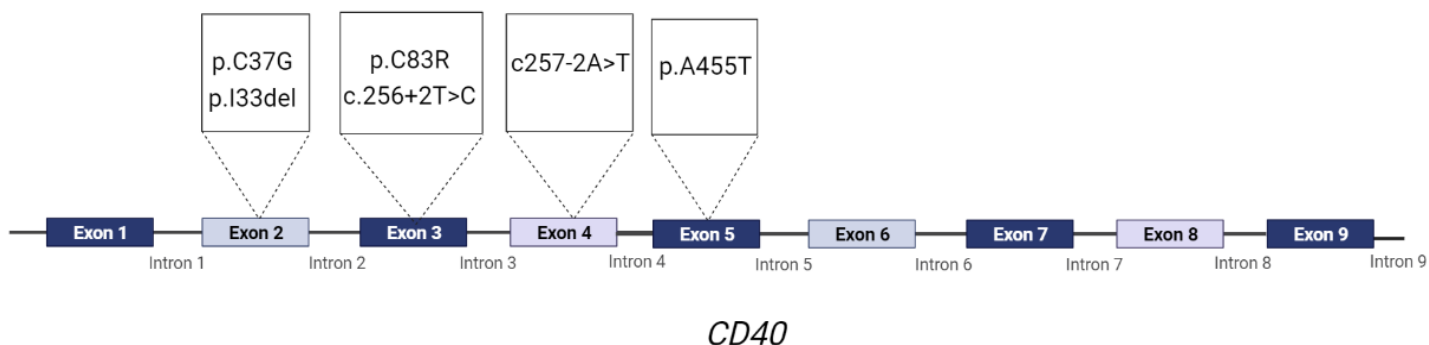 p.C37G
p.I33del
p.C83R
c.256+2T>C
c257-2A>T
p.A455T
Exon 1
Exon 2
Exon 3
Exon 4
Exon 5
Exon 6
Exon 7
Exon 8
Exon 9
Intron 1
Intron 2
Intron 3
Intron 4
Intron 5
Intron 6
Intron 7
Intron 8
Intron 9
CD40